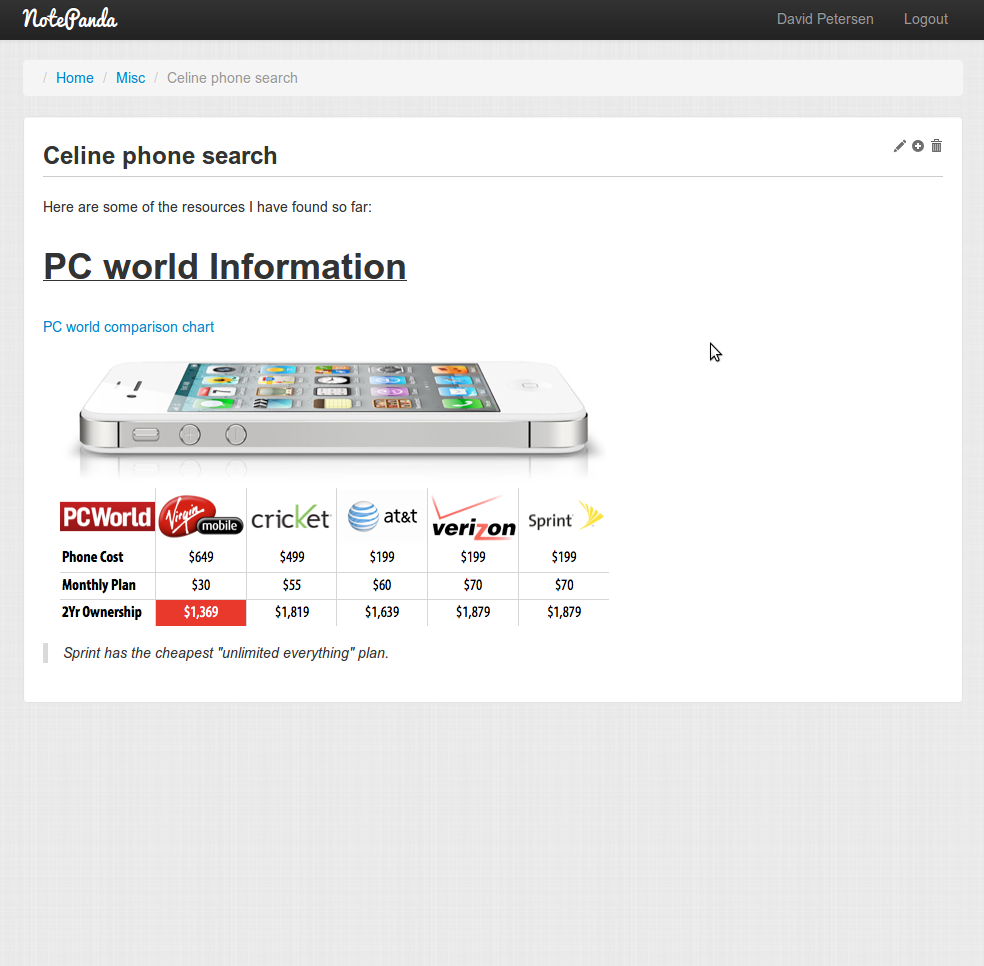 NotePanda David Petersen Logout
/ Home / Misc / Celine phone search
Celine phone search
Here are some of the resources I have found so far:
PC world Information
PC world comparison chart
PCWorld Virgin mobile cricket at&t verizon Sprint
Phone Cost $649 $499 $199 $199 $199
Monthly Plan $30 $55 $60 $70 $70
2Yr Ownership $1,369 $1,819 $1,639 $1,879 $1,879
Sprint has the cheapest "unlimited everything" plan.